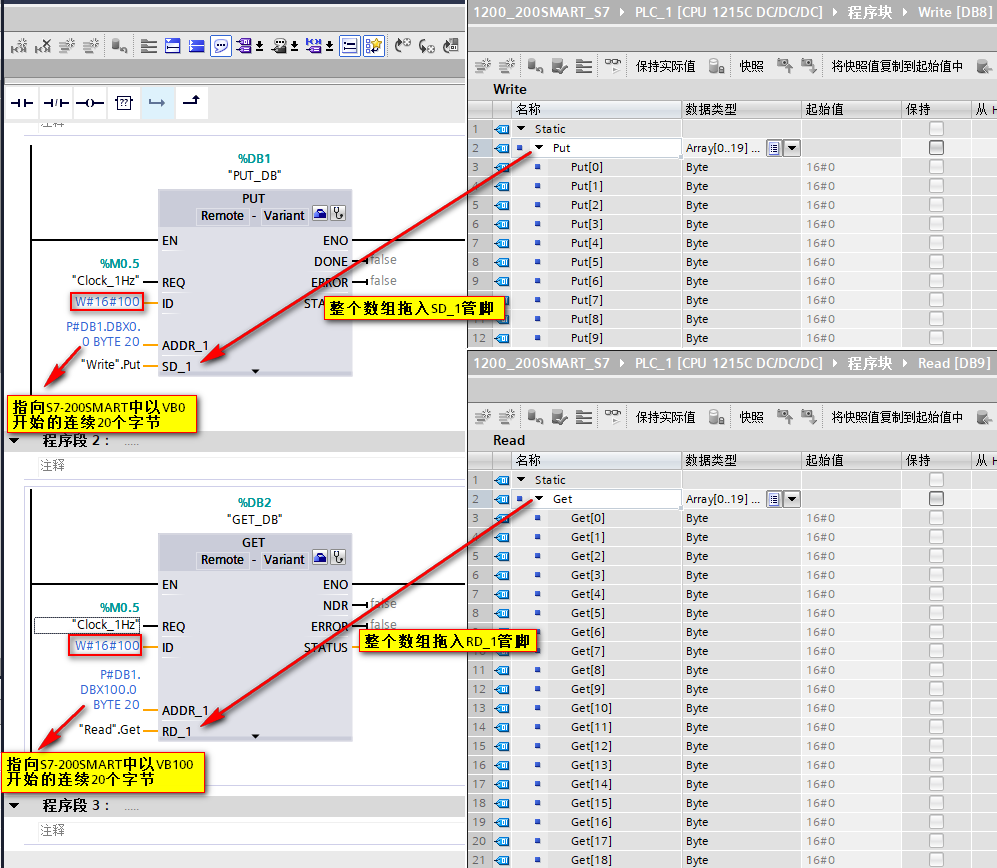 注释
%DB1
"PUT_DB"
PUT
Remote - Variant
EN
ENO
DONE
false
%M0.5
"Clock_1Hz"
REQ
ERROR
false
W#16#100
ID
整个数组拖入SD_1管脚
P#DB1.DBX0.
0 BYTE 20
ADDR_1
"Write".Put
SD_1
指向S7-200SMART中以VB0
开始的连续20个字节
程序段 2： .....
注释
%DB2
"GET_DB"
GET
Remote - Variant
EN
ENO
NDR
false
%M0.5
"Clock_1Hz"
REQ
ERROR
false
W#16#100
ID
STATUS
整个数组拖入RD_1管脚
P#DB1.
DBX100.0
BYTE 20
ADDR_1
"Read".Get
RD_1
指向S7-200SMART中以VB100
开始的连续20个字节
程序段 3： .....
注释
1200_200SMART_S7 PLC_1 [CPU 1215C DC/DC/DC] 程序块 Write [DB8]
保持实际值 快照 将快照值复制到起始值中
Write
名称 数据类型 起始值 保持 从 H
1 Static
2 Put Array[0..19] ...
3 Put[0] Byte 16#0
4 Put[1] Byte 16#0
5 Put[2] Byte 16#0
6 Put[3] Byte 16#0
7 Put[4] Byte 16#0
8 Put[5] Byte 16#0
9 Put[6] Byte 16#0
Put[7] Byte 16#0
Put[8] Byte 16#0
12 Put[9] Byte 16#0
1200_200SMART_S7 PLC_1 [CPU 1215C DC/DC/DC] 程序块 Read [DB9]
保持实际值 快照 将快照值复制到起始值中
Read
名称 数据类型 起始值 保持 从 H
1 Static
2 Get Array[0..19] ...
3 Get[0] Byte 16#0
4 Get[1] Byte 16#0
5 Get[2] Byte 16#0
6 Get[3] Byte 16#0
7 Get[4] Byte 16#0
8 Get[5] Byte 16#0
9 Get[6] Byte 16#0
Get[7] Byte 16#0
11 Get[8] Byte 16#0
12 Get[9] Byte 16#0
13 Get[10] Byte 16#0
14 Get[11] Byte 16#0
15 Get[12] Byte 16#0
16 Get[13] Byte 16#0
17 Get[14] Byte 16#0
18 Get[15] Byte 16#0
19 Get[16] Byte 16#0
20 Get[17] Byte 16#0
21 Get[18] Byte 16#0